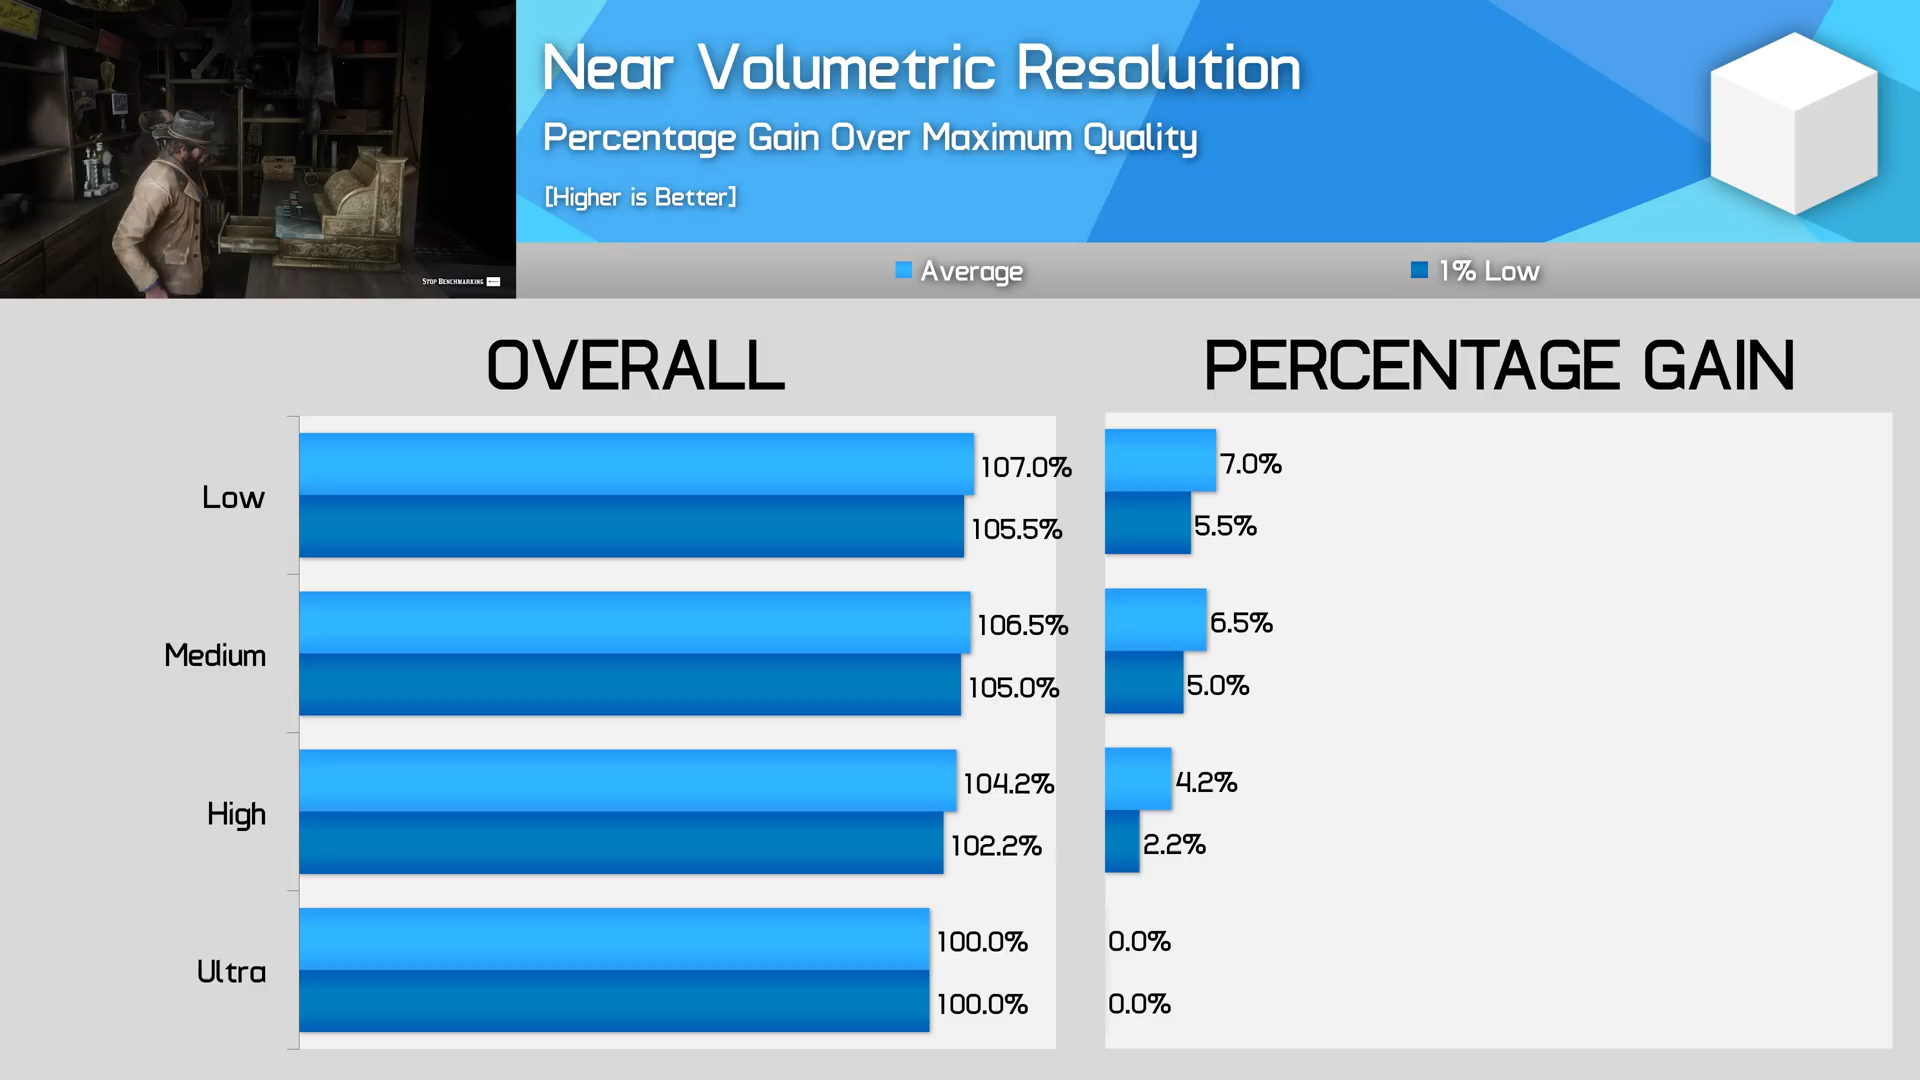 Near Volumetric Resolution
Percentage Gain Over Maximum Quality
[Higher is Better]
STOP BENCHMARKING
Average
1% Low
OVERALL
PERCENTAGE GAIN
Low
107.0%
105.5%
7.0%
5.5%
Medium
106.5%
105.0%
6.5%
5.0%
High
104.2%
102.2%
4.2%
2.2%
Ultra
100.0%
100.0%
0.0%
0.0%